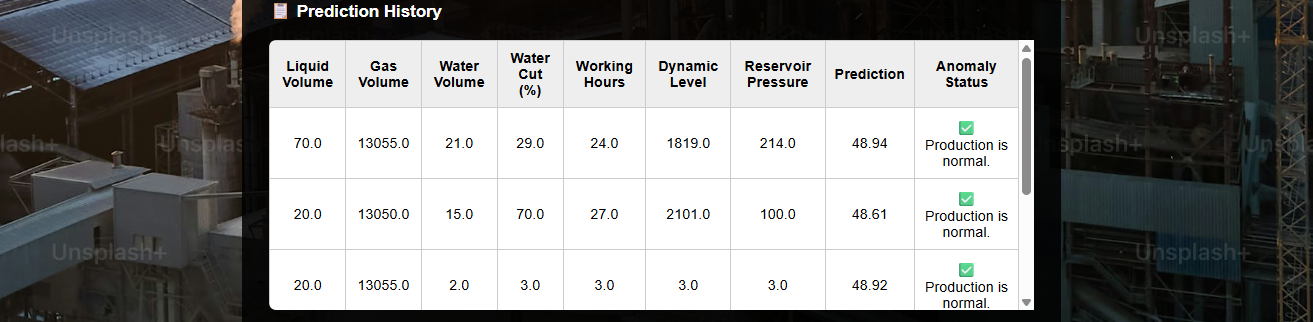 📋 Prediction History
Liquid Volume	Gas Volume	Water Volume	Water Cut (%)	Working Hours	Dynamic Level	Reservoir Pressure	Prediction	Anomaly Status
70.0	13055.0	21.0	29.0	24.0	1819.0	214.0	48.94	✅ Production is normal.
20.0	13050.0	15.0	70.0	27.0	2101.0	100.0	48.61	✅ Production is normal.
20.0	13055.0	2.0	3.0	3.0	3.0	3.0	48.92	✅ Production is normal.
Unsplash+
Unsplash+
lash+
Unsplash+
Unsplash+